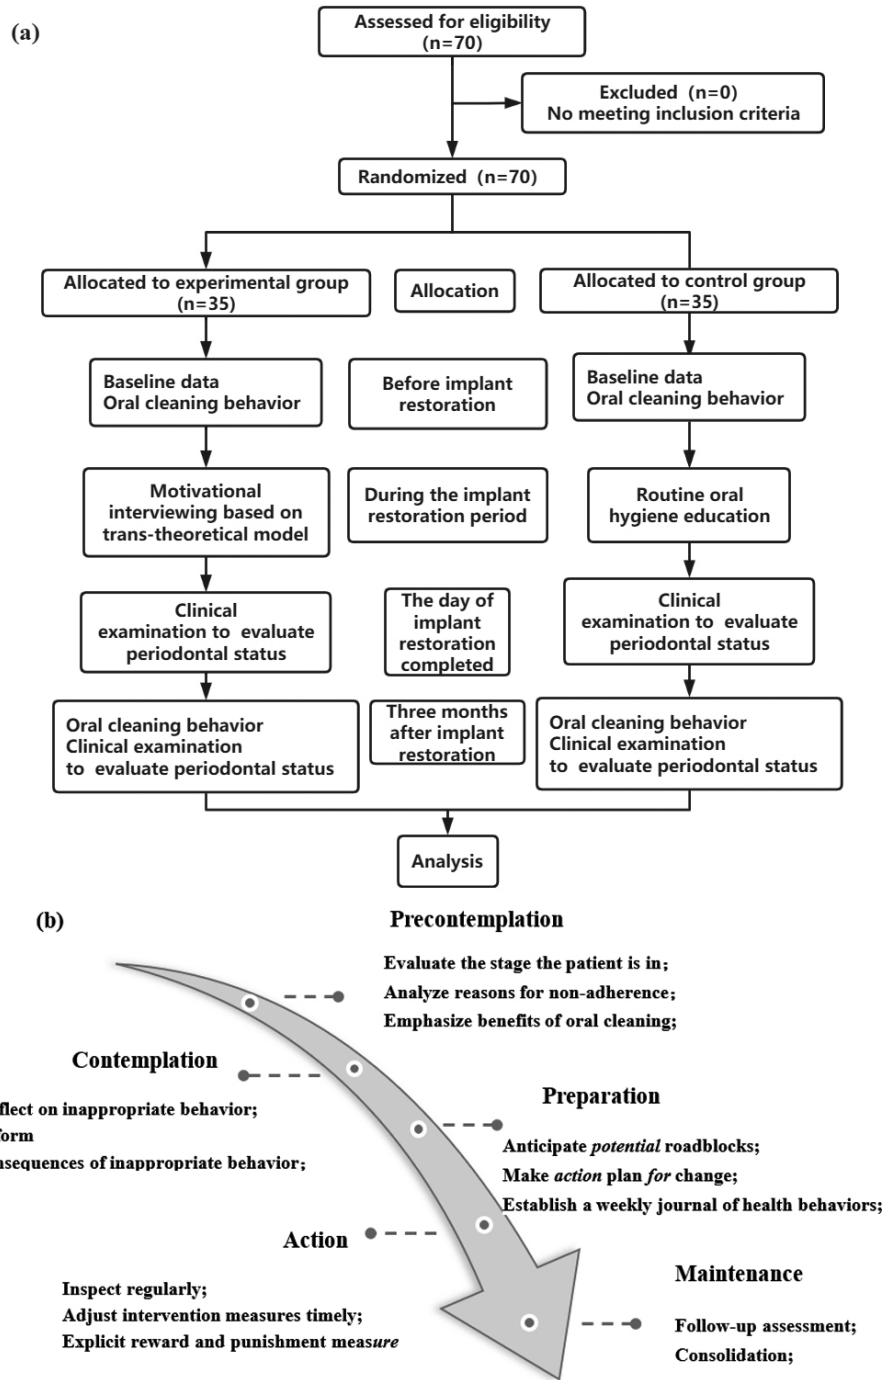 (a)
Assessed for eligibility
(n=70)
Excluded (n=0)
No meeting inclusion criteria
Randomized (n=70)
Allocated to experimental group
(n=35)
Allocation
Allocated to control group
(n=35)
Baseline data
Oral cleaning behavior
Before implant
restoration
Baseline data
Oral cleaning behavior
Motivational
interviewing based on
trans-theoretical model
During the implant
restoration period
Routine oral
hygiene education
Clinical
examination to evaluate
periodontal status
The day of
implant
restoration
completed
Clinical
examination to evaluate
periodontal status
Oral cleaning behavior
Clinical examination
to evaluate periodontal status
Three months
after implant
restoration
Oral cleaning behavior
Clinical examination
to evaluate periodontal status
Analysis
(b)
Precontemplation
Evaluate the stage the patient is in;
Analyze reasons for non-adherence;
Emphasize benefits of oral cleaning;
Contemplation
flect on inappropriate behavior;
form
nsequences of inappropriate behavior;
Preparation
Anticipate potential roadblocks;
Make action plan for change;
Establish a weekly journal of health behaviors;
Action
Inspect regularly;
Adjust intervention measures timely;
Explicit reward and punishment measure
Maintenance
Follow-up assessment;
Consolidation;